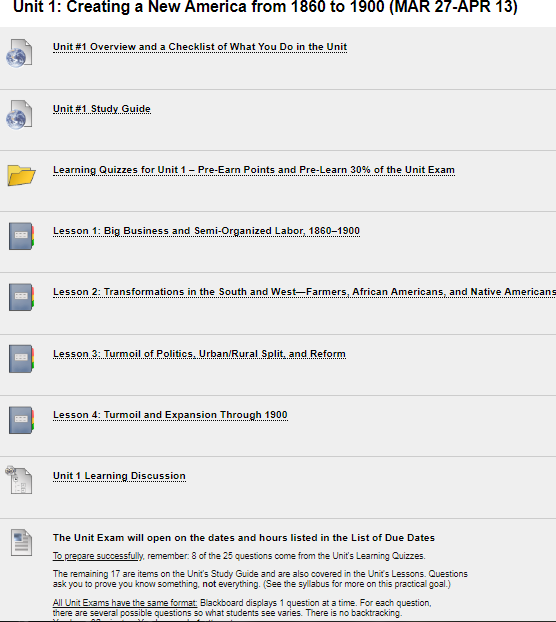 Unit 1: Creating a New America from 1860 to 1900 (MAR 27-APR 13)
Unit #1 Overview and a Checklist of What You Do in the Unit
Unit #1 Study Guide
Learning Quizzes for Unit 1 – Pre-Earn Points and Pre-Learn 30% of the Unit Exam
Lesson 1: Big Business and Semi-Organized Labor, 1860–1900
Lesson 2: Transformations in the South and West—Farmers, African Americans, and Native Americans
Lesson 3: Turmoil of Politics, Urban/Rural Split, and Reform
Lesson 4: Turmoil and Expansion Through 1900
Unit 1 Learning Discussion
The Unit Exam will open on the dates and hours listed in the List of Due Dates
To prepare successfully, remember: 8 of the 25 questions come from the Unit's Learning Quizzes.
The remaining 17 are items on the Unit's Study Guide and are also covered in the Unit's Lessons. Questions
ask you to prove you know something, not everything. (See the syllabus for more on this practical goal.)
All Unit Exams have the same format: Blackboard displays 1 question at a time. For each question,
there are several possible questions so what students see varies. There is no backtracking.